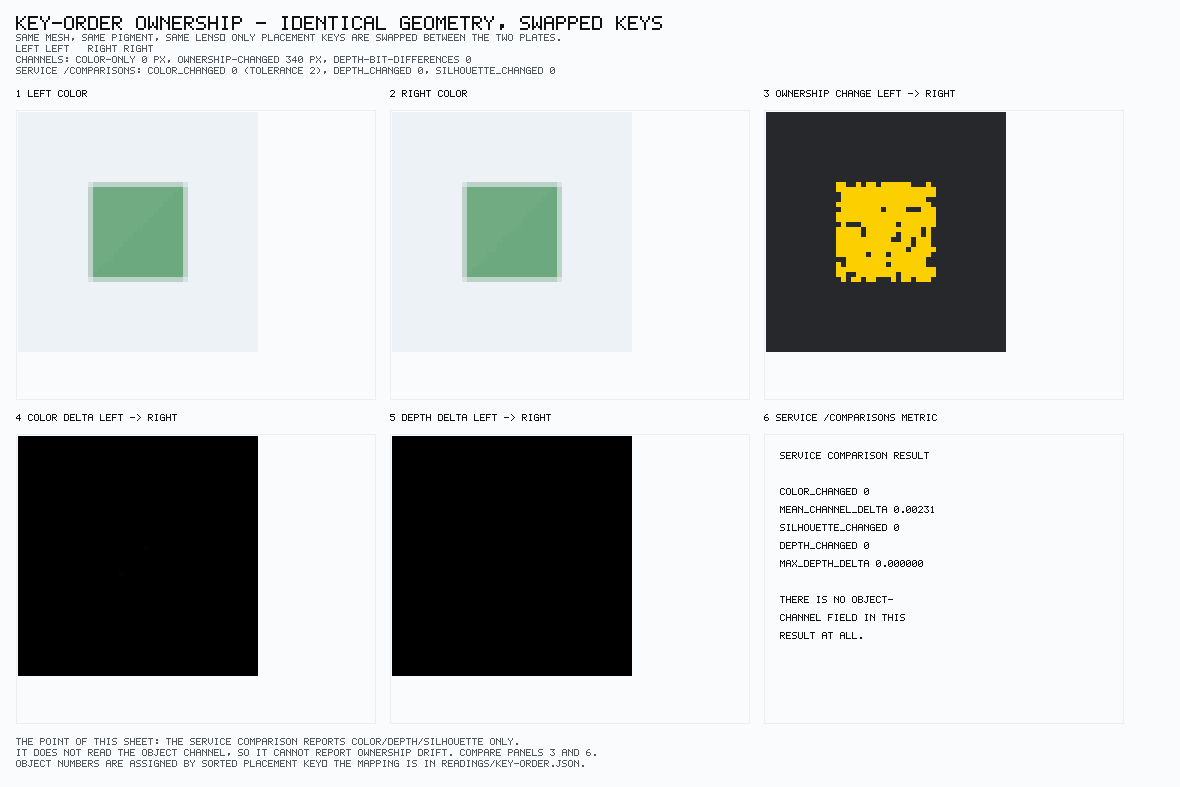 KEY-ORDER OWNERSHIP - IDENTICAL GEOMETRY, SWAPPED KEYS
SAME MESH, SAME PIGMENT, SAME LENS▯ ONLY PLACEMENT KEYS ARE SWAPPED BETWEEN THE TWO PLATES.
LEFT LEFT   RIGHT RIGHT
CHANNELS: COLOR-ONLY 0 PX, OWNERSHIP-CHANGED 340 PX, DEPTH-BIT-DIFFERENCES 0
SERVICE /COMPARISONS: COLOR_CHANGED 0 (TOLERANCE 2), DEPTH_CHANGED 0, SILHOUETTE_CHANGED 0
1 LEFT COLOR
2 RIGHT COLOR
3 OWNERSHIP CHANGE LEFT -> RIGHT
4 COLOR DELTA LEFT -> RIGHT
5 DEPTH DELTA LEFT -> RIGHT
6 SERVICE /COMPARISONS METRIC
SERVICE COMPARISON RESULT
COLOR_CHANGED 0
MEAN_CHANNEL_DELTA 0.00231
SILHOUETTE_CHANGED 0
DEPTH_CHANGED 0
MAX_DEPTH_DELTA 0.000000
THERE IS NO OBJECT-
CHANNEL FIELD IN THIS
RESULT AT ALL.
THE POINT OF THIS SHEET: THE SERVICE COMPARISON REPORTS COLOR/DEPTH/SILHOUETTE ONLY.
IT DOES NOT READ THE OBJECT CHANNEL, SO IT CANNOT REPORT OWNERSHIP DRIFT. COMPARE PANELS 3 AND 6.
OBJECT NUMBERS ARE ASSIGNED BY SORTED PLACEMENT KEY▯ THE MAPPING IS IN READINGS/KEY-ORDER.JSON.